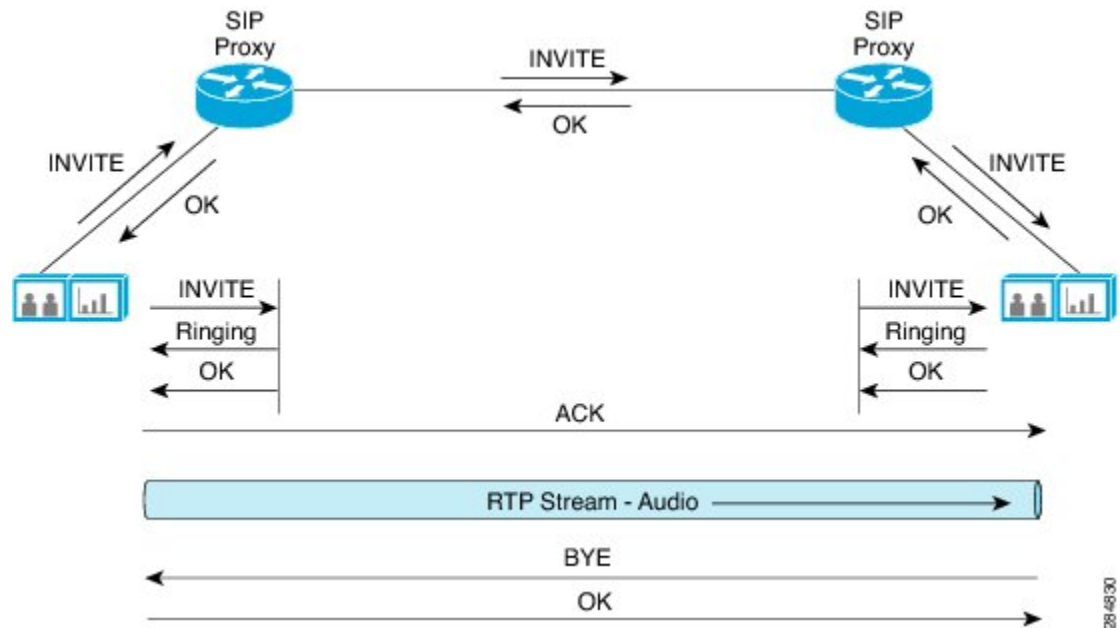 SIP
Proxy
SIP
Proxy
INVITE
OK
INVITE
OK
INVITE
OK
INVITE
Ringing
OK
INVITE
Ringing
OK
ACK
RTP Stream - Audio
BYE
OK
284830